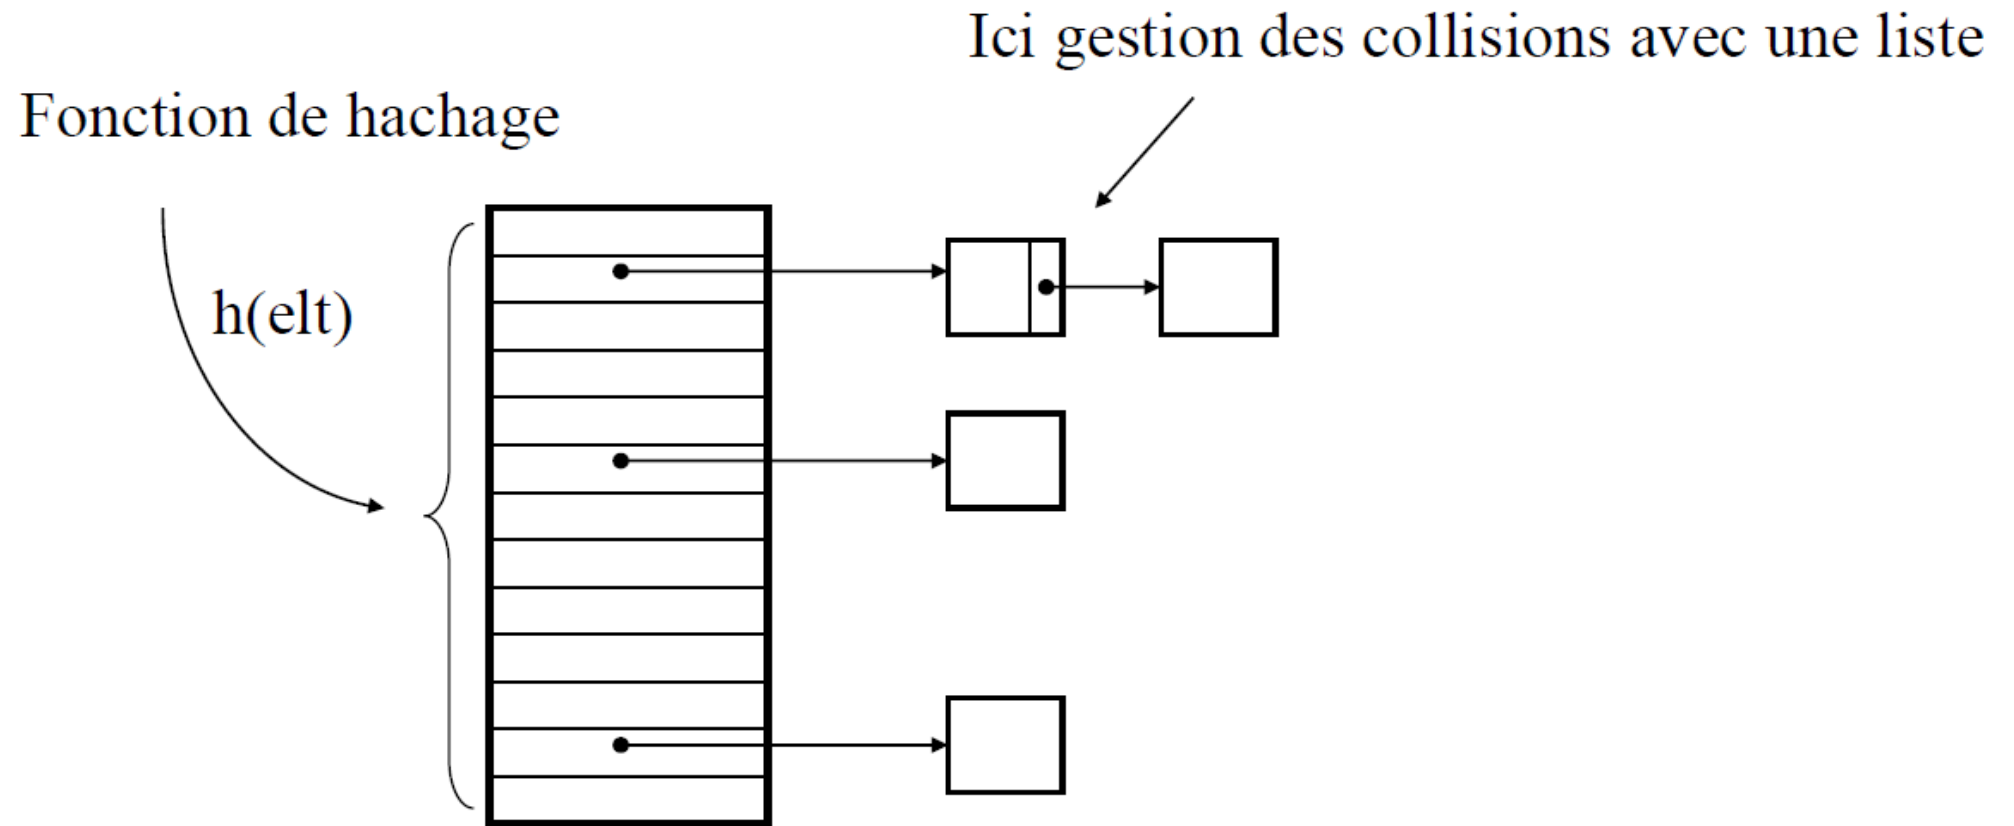 Ici gestion des collisions avec une liste
Fonction de hachage
h(elt)